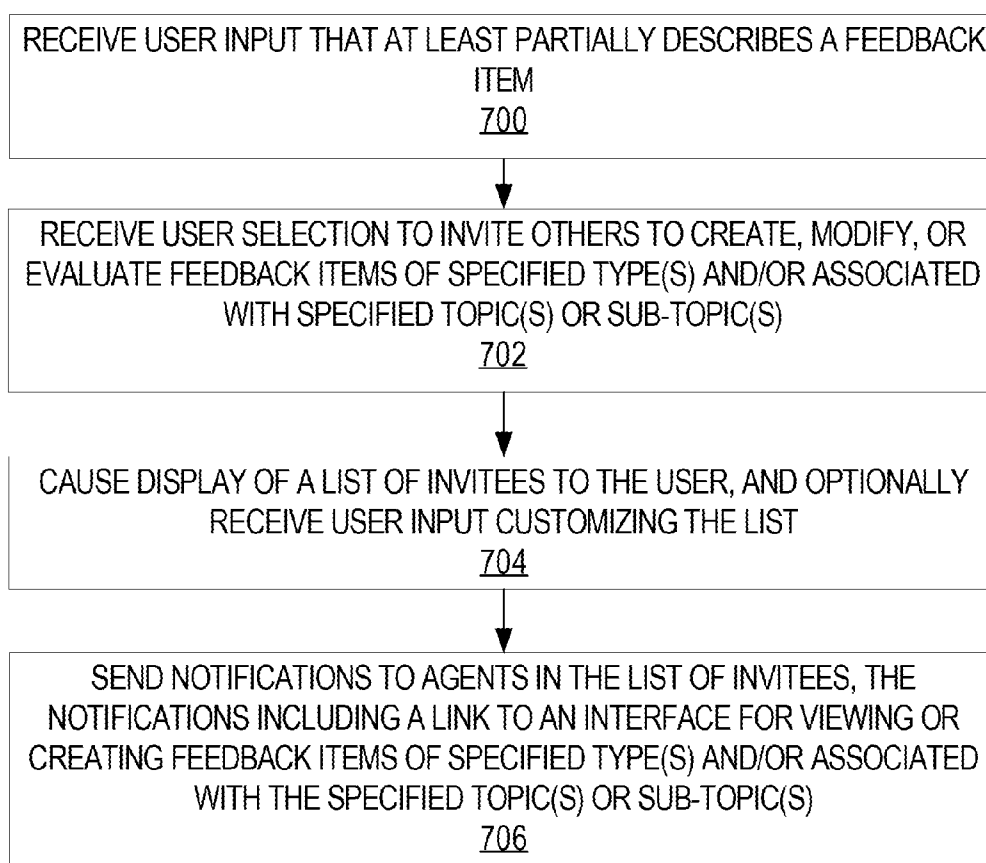 RECEIVE USER INPUT THAT AT LEAST PARTIALLY DESCRIBES A FEEDBACK
ITEM
700
RECEIVE USER SELECTION TO INVITE OTHERS TO CREATE, MODIFY, OR
EVALUATE FEEDBACK ITEMS OF SPECIFIED TYPE(S) AND/OR ASSOCIATED
WITH SPECIFIED TOPIC(S) OR SUB-TOPIC(S)
702
CAUSE DISPLAY OF A LIST OF INVITEES TO THE USER, AND OPTIONALLY
RECEIVE USER INPUT CUSTOMIZING THE LIST
704
SEND NOTIFICATIONS TO AGENTS IN THE LIST OF INVITEES, THE
NOTIFICATIONS INCLUDING A LINK TO AN INTERFACE FOR VIEWING OR
CREATING FEEDBACK ITEMS OF SPECIFIED TYPE(S) AND/OR ASSOCIATED
WITH THE SPECIFIED TOPIC(S) OR SUB-TOPIC(S)
706